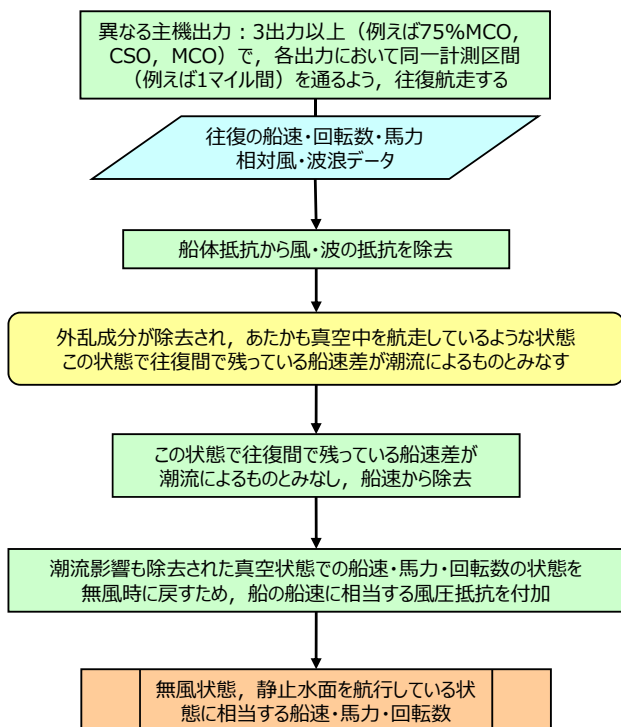 異なる主機出力：3出力以上（例えば75%MCO，
CSO，MCO）で，各出力において同一計測区間
（例えば1マイル間）を通るよう，往復航走する
往復の船速・回転数・馬力
相対風・波浪データ
船体抵抗から風・波の抵抗を除去
外乱成分が除去され，あたかも真空中を航走しているような状態
この状態で往復間で残っている船速差が潮流によるものとみなす
この状態で往復間で残っている船速差が
潮流によるものとみなし，船速から除去
潮流影響も除去された真空状態での船速・馬力・回転数の状態を
無風時に戻すため，船の船速に相当する風圧抵抗を付加
無風状態，静止水面を航行している状
態に相当する船速・馬力・回転数